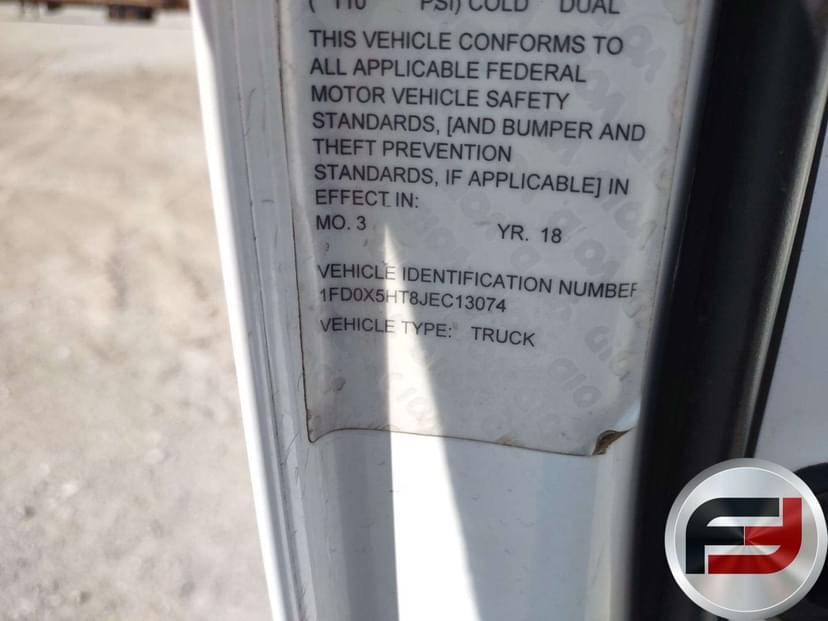 ( 110 PSI) COLD DUAL
THIS VEHICLE CONFORMS TO
ALL APPLICABLE FEDERAL
MOTOR VEHICLE SAFETY
STANDARDS, [AND BUMPER AND
THEFT PREVENTION
STANDARDS, IF APPLICABLE] IN
EFFECT IN:
MO. 3 YR. 18
VEHICLE IDENTIFICATION NUMBER
1FD0X5HT8JEC13074
VEHICLE TYPE: TRUCK